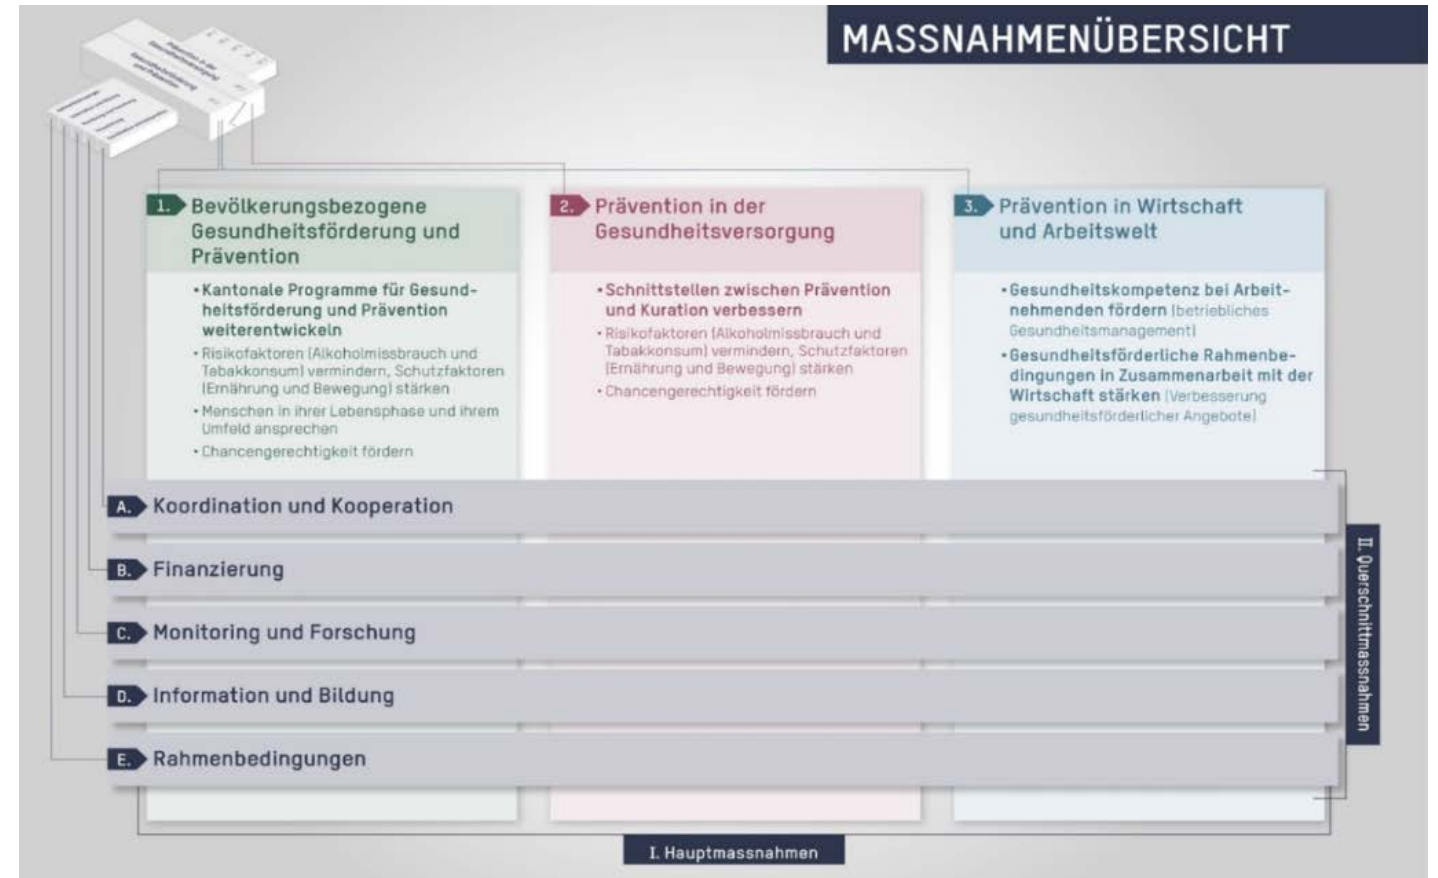 MASSNAHMENÜBERSICHT
1. Bevölkerungsbezogene
Gesundheitsförderung und
Prävention
• Kantonale Programme für Gesund-
heitsförderung und Prävention
weiterentwickeln
• Risikofaktoren (Alkoholmissbrauch und
Tabakkonsum) vermindern, Schutzfaktoren
(Ernährung und Bewegung) stärken
• Menschen in ihrer Lebensphase und ihrem
Umfeld ansprechen
• Chancengerechtigkeit fördern
2. Prävention in der
Gesundheitsversorgung
• Schnittstellen zwischen Prävention
und Kuration verbessern
• Risikofaktoren (Alkoholmissbrauch und
Tabakkonsum) vermindern, Schutzfaktoren
(Ernährung und Bewegung) stärken
• Chancengerechtigkeit fördern
3. Prävention in Wirtschaft
und Arbeitswelt
• Gesundheitskompetenz bei Arbeit-
nehmenden fördern (betriebliches
Gesundheitsmanagement)
• Gesundheitsförderliche Rahmenbe-
dingungen in Zusammenarbeit mit der
Wirtschaft stärken (Verbesserung
gesundheitsförderlicher Angebote)
A. Koordination und Kooperation
B. Finanzierung
C. Monitoring und Forschung
D. Information und Bildung
E. Rahmenbedingungen
II. Querschnittmassnahmen
I. Hauptmassnahmen